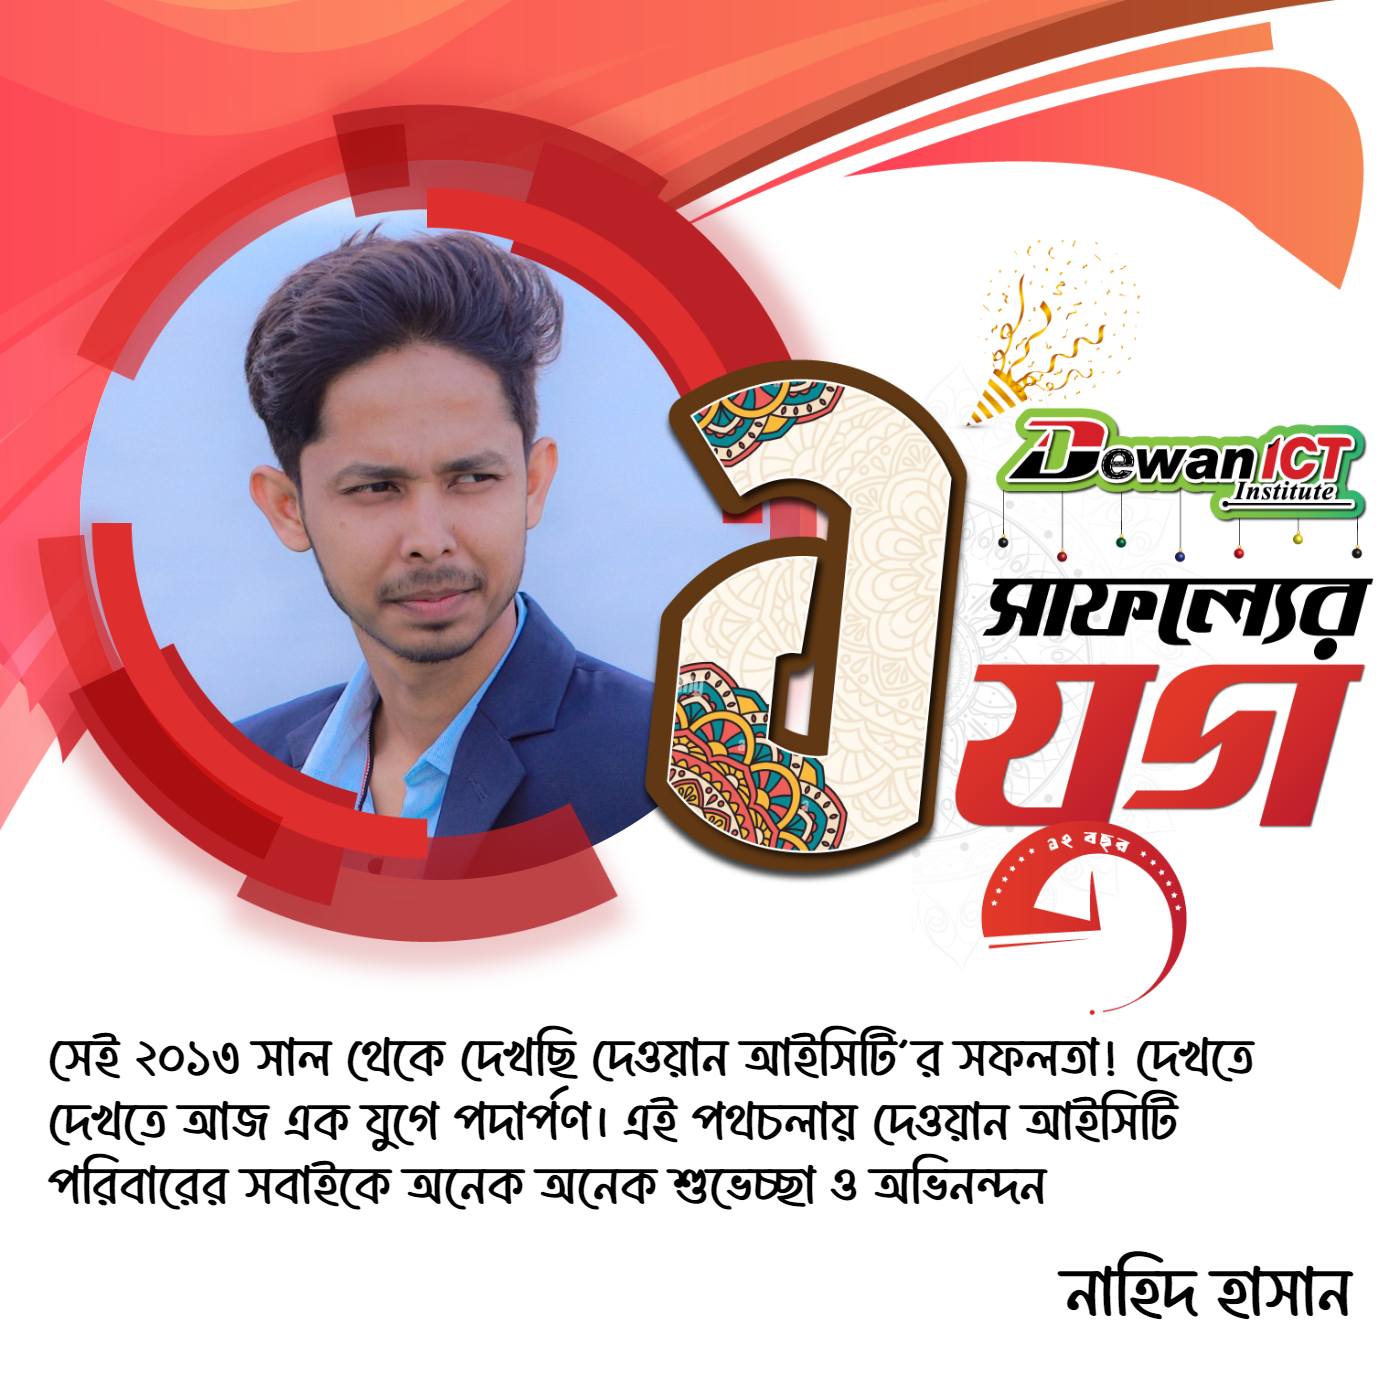 Dewan ICT
Institute
১
সাফল্যের
যুগ
১২ বছর
সেই ২০১৩ সাল থেকে দেখছি দেওয়ান আইসিটি’র সফলতা! দেখতে
দেখতে আজ এক যুগে পদার্পণ। এই পথচলায় দেওয়ান আইসিটি
পরিবারের সবাইকে অনেক অনেক শুভেচ্ছা ও অভিনন্দন
নাহিদ হাসান